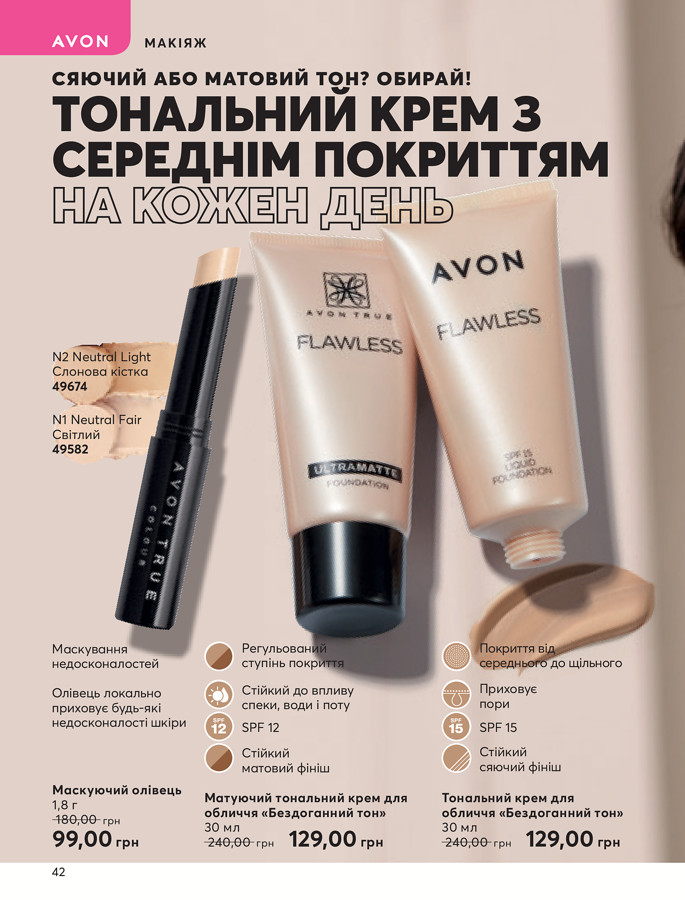 AVON
МАКІЯЖ
СЯЮЧИЙ АБО МАТОВИЙ ТОН? ОБИРАЙ!
ТОНАЛЬНИЙ КРЕМ З
СЕРЕДНІМ ПОКРИТТЯМ
НА КОЖЕН ДЕНЬ
N2 Neutral Light
Слонова кістка
49674
N1 Neutral Fair
Світлий
49582
AVON TRUE
COLOUR
AVON TRUE
FLAWLESS
ULTRAMATTE
FOUNDATION
AVON
FLAWLESS
SPF 15
LIQUID
FOUNDATION
Маскування
недосконалостей
Олівець локально
приховує будь-які
недосконалості шкіри
Маскуючий олівець
1,8 г
180,00 грн
99,00 грн
Регульований
ступінь покриття
Стійкий до впливу
спеки, води і поту
SPF
12
SPF 12
Стійкий
матовий фініш
Матуючий тональний крем для
обличчя «Бездоганний тон»
30 мл
240,00 грн 129,00 грн
Покриття від
середнього до щільного
Приховує
пори
SPF
15
SPF 15
Стійкий
сяючий фініш
Тональний крем для
обличчя «Бездоганний тон»
30 мл
240,00 грн 129,00 грн
42